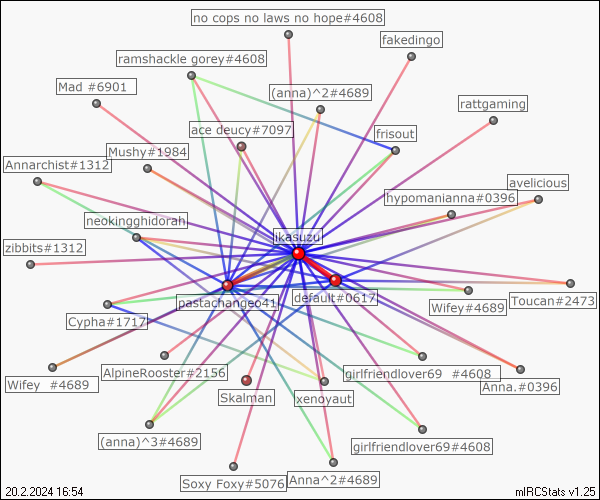 no cops no laws no hope#4608
fakedingo
ramshackle gorey#4608
Mad #6901
(anna)^2#4689
rattgaming
ace deucy#7097
frisout
Mushy#1984
Annarchist#1312
avelicious
hypomanianna#0396
neokingghidorah
ikasuzu
zibbits#1312
pastachangeo41
default#0617
Wifey#4689
Toucan#2473
Cypha#1717
AlpineRooster#2156
girlfriendlover69 #4608
Wifey #4689
Anna.#0396
Skalman
xenoyaut
(anna)^3#4689
girlfriendlover69#4608
Anna^2#4689
Soxy Foxy#5076
20.2.2024 16:54
mIRCStats v1.25